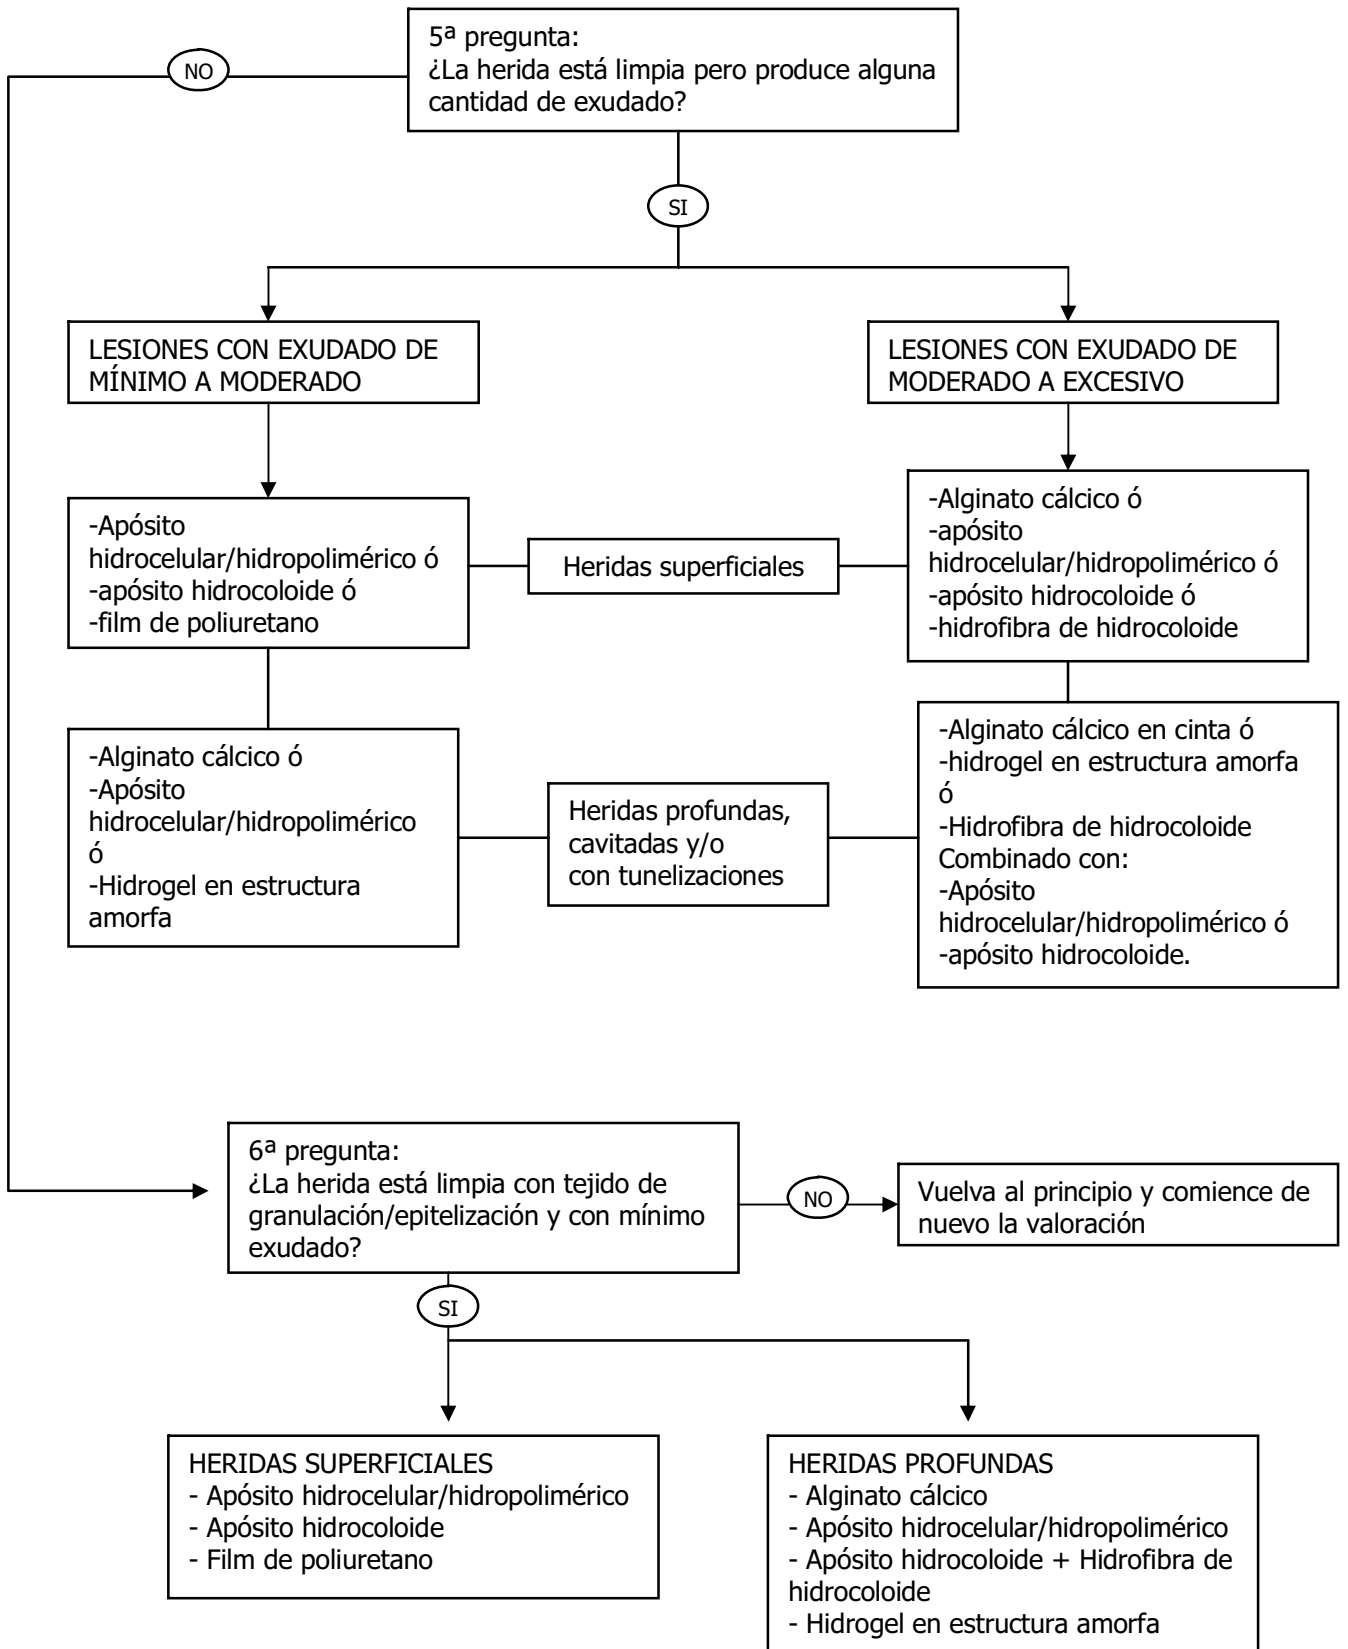 5ª pregunta:
¿La herida está limpia pero produce alguna
cantidad de exudado?
NO
SI
LESIONES CON EXUDADO DE
MÍNIMO A MODERADO
LESIONES CON EXUDADO DE
MODERADO A EXCESIVO
-Apósito
hidrocelular/hidropolimérico ó
-apósito hidrocoloide ó
-film de poliuretano
Heridas superficiales
-Alginato cálcico ó
-apósito
hidrocelular/hidropolimérico ó
-apósito hidrocoloide ó
-hidrofibra de hidrocoloide
-Alginato cálcico ó
-Apósito
hidrocelular/hidropolimérico
ó
-Hidrogel en estructura
amorfa
Heridas profundas,
cavitadas y/o
con tunelizaciones
-Alginato cálcico en cinta ó
-hidrogel en estructura amorfa
ó
-Hidrofibra de hidrocoloide
Combinado con:
-Apósito
hidrocelular/hidropolimérico ó
-apósito hidrocoloide.
6ª pregunta:
¿La herida está limpia con tejido de
granulación/epitelización y con mínimo
exudado?
NO
Vuelva al principio y comience de
nuevo la valoración
SI
HERIDAS SUPERFICIALES
- Apósito hidrocelular/hidropolimérico
- Apósito hidrocoloide
- Film de poliuretano
HERIDAS PROFUNDAS
- Alginato cálcico
- Apósito hidrocelular/hidropolimérico
- Apósito hidrocoloide + Hidrofibra de
hidrocoloide
- Hidrogel en estructura amorfa